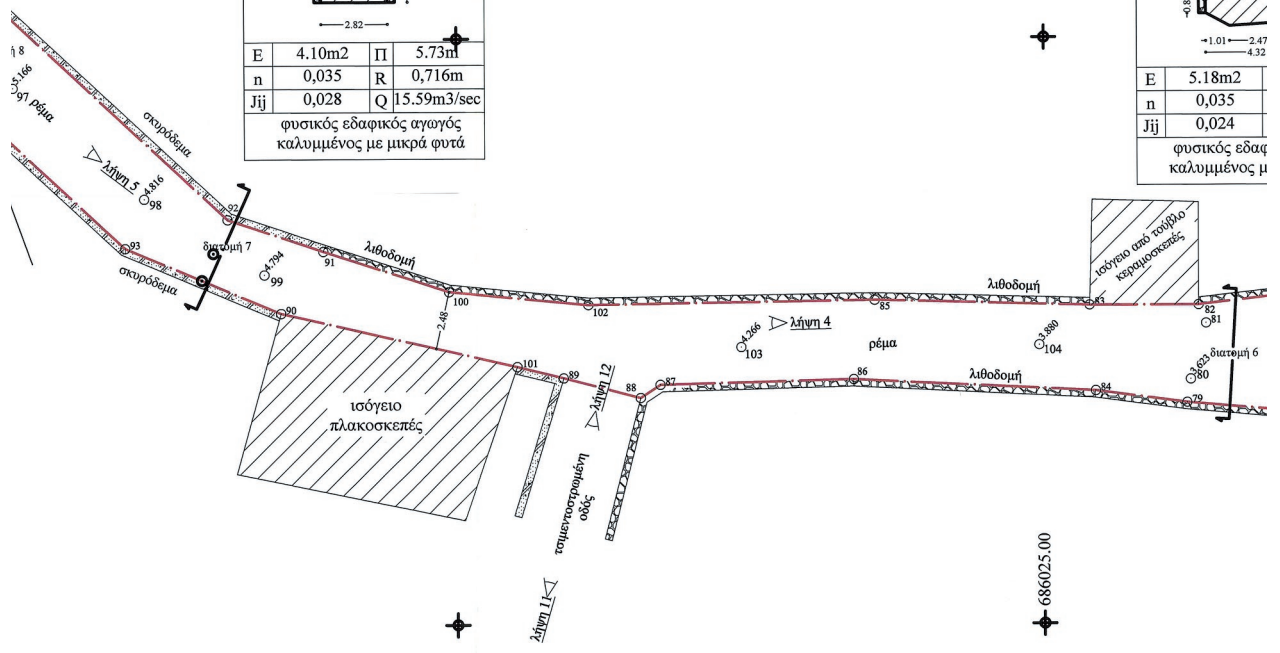 2.82
E 4.10m2 Π 5.73m
n 0,035 R 0,716m
Jij 0,028 Q 15.59m3/sec
φυσικός εδαφικός αγωγός
καλυμμένος με μικρά φυτά
1.01 2.47
4.32
E 5.18m2
n 0,035
Jij 0,024
8
5.166
97
ρέμα
σκυρόδεμα
λήψη 5
4.816
98
92
93
διατομή 7
σκυρόδεμα
4.794
99
91
λιθοδομή
90
100
2.48
102
101
89
ισόγειο
πλακοσκεπές
88
87
λήψη 12
τσιμεντοστρωμένη
οδός
λήψη 11
4.266
103
λήψη 4
86
85
ρέμα
λιθοδομή
λιθοδομή
3.880
104
83
84
ισόγειο από τούβλο
κεραμοσκεπές
82
81
διατομή 6
3.623
80
79
686025.00